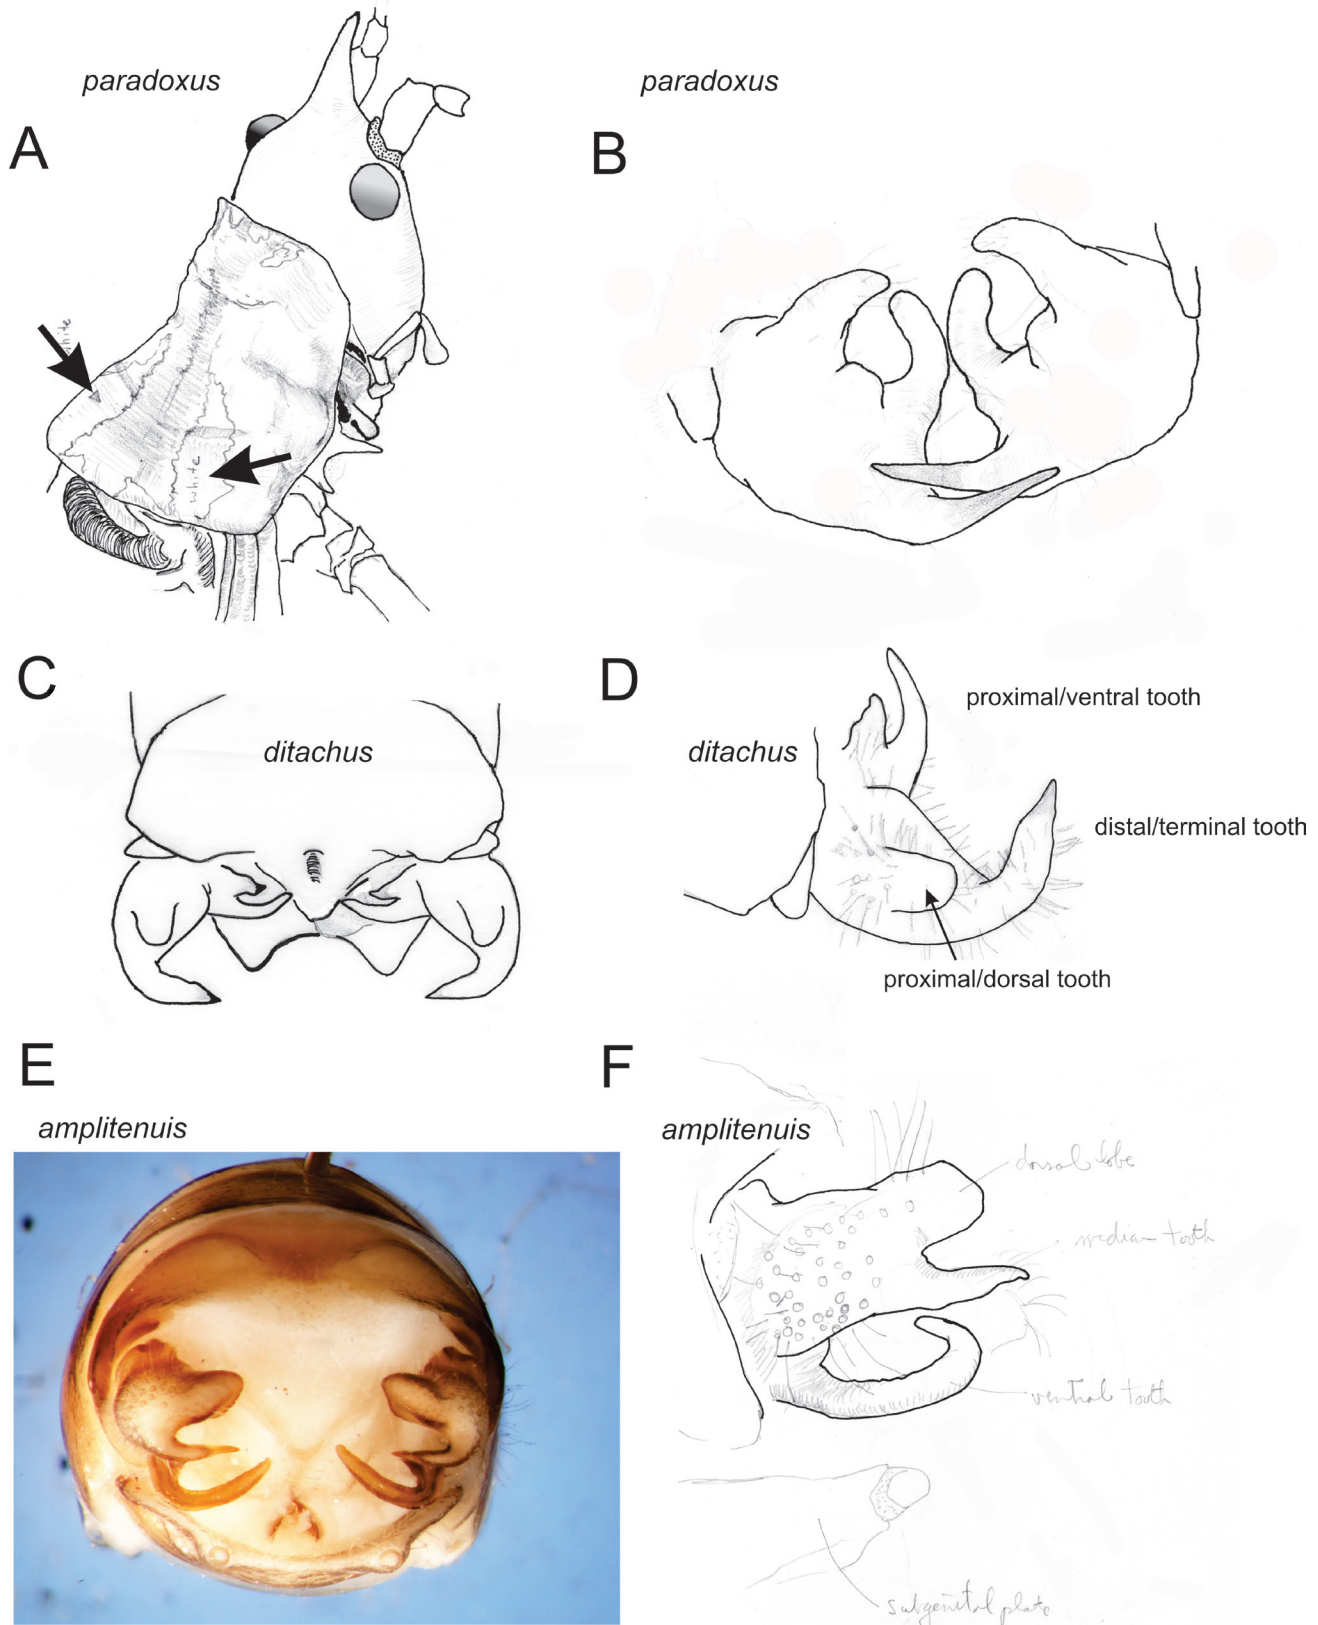 paradoxus
paradoxus
A
B
white
white
C
D
ditachus
ditachus
proximal/ventral tooth
distal/terminal tooth
proximal/dorsal tooth
E
F
amplitenuis
amplitenuis
dorsal lobe
median tooth
ventral tooth
subgenital plate